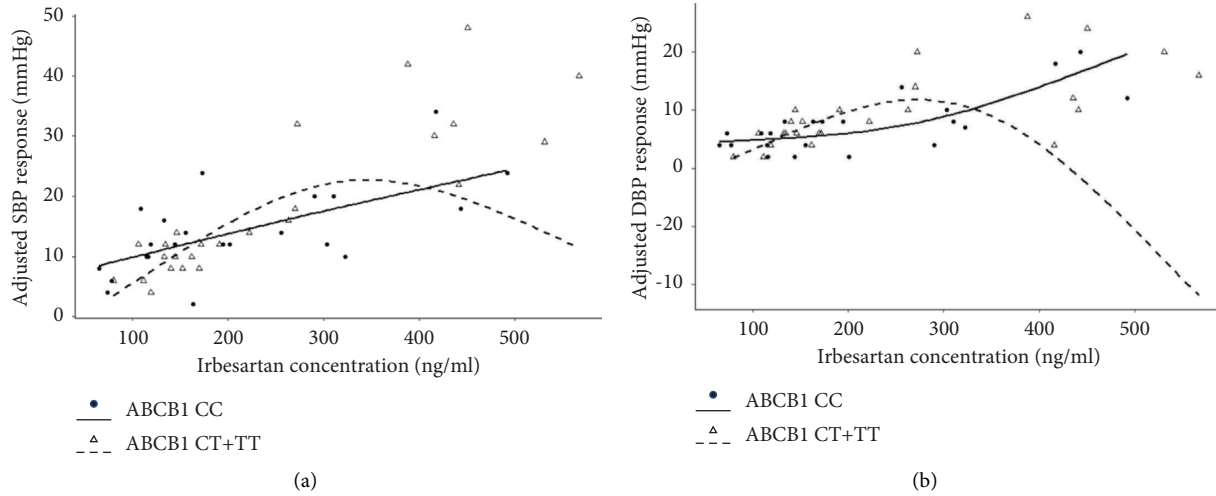 Adjusted SBP response (mmHg)
50
40
30
20
10
0
100
200
300
400
500
Irbesartan concentration (ng/ml)
ABCB1 CC
ABCB1 CT+TT
(a)
Adjusted DBP response (mmHg)
20
10
0
-20
-10
100
200
300
400
500
Irbesartan concentration (ng/ml)
ABCB1 CC
ABCB1 CT+TT
(b)